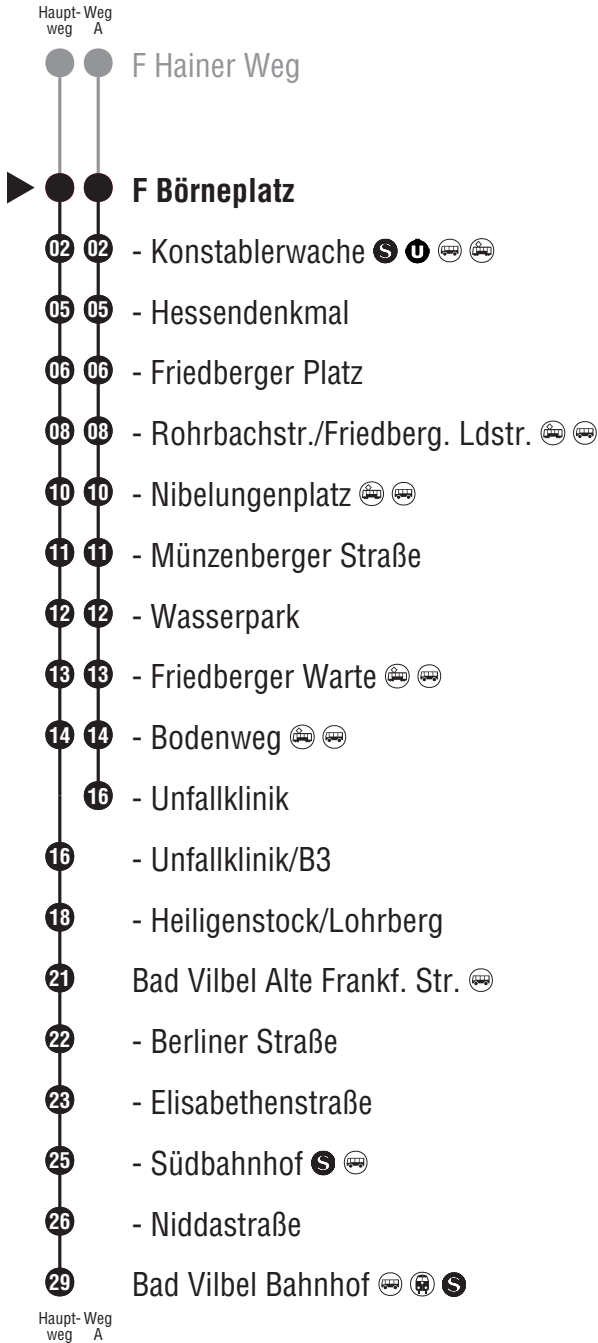 Haupt- Weg
weg A
F Hainer Weg
F Börneplatz
02 02 - Konstablerwache S U
05 05 - Hessendenkmal
06 06 - Friedberger Platz
08 08 - Rohrbachstr./Friedberg. Ldstr.
10 10 - Nibelungenplatz
11 11 - Münzenberger Straße
12 12 - Wasserpark
13 13 - Friedberger Warte
14 14 - Bodenweg
16 - Unfallklinik
16 - Unfallklinik/B3
18 - Heiligenstock/Lohrberg
21 Bad Vilbel Alte Frankf. Str.
22 - Berliner Straße
23 - Elisabethenstraße
25 - Südbahnhof S
26 - Niddastraße
29 Bad Vilbel Bahnhof S
Haupt- Weg
weg A